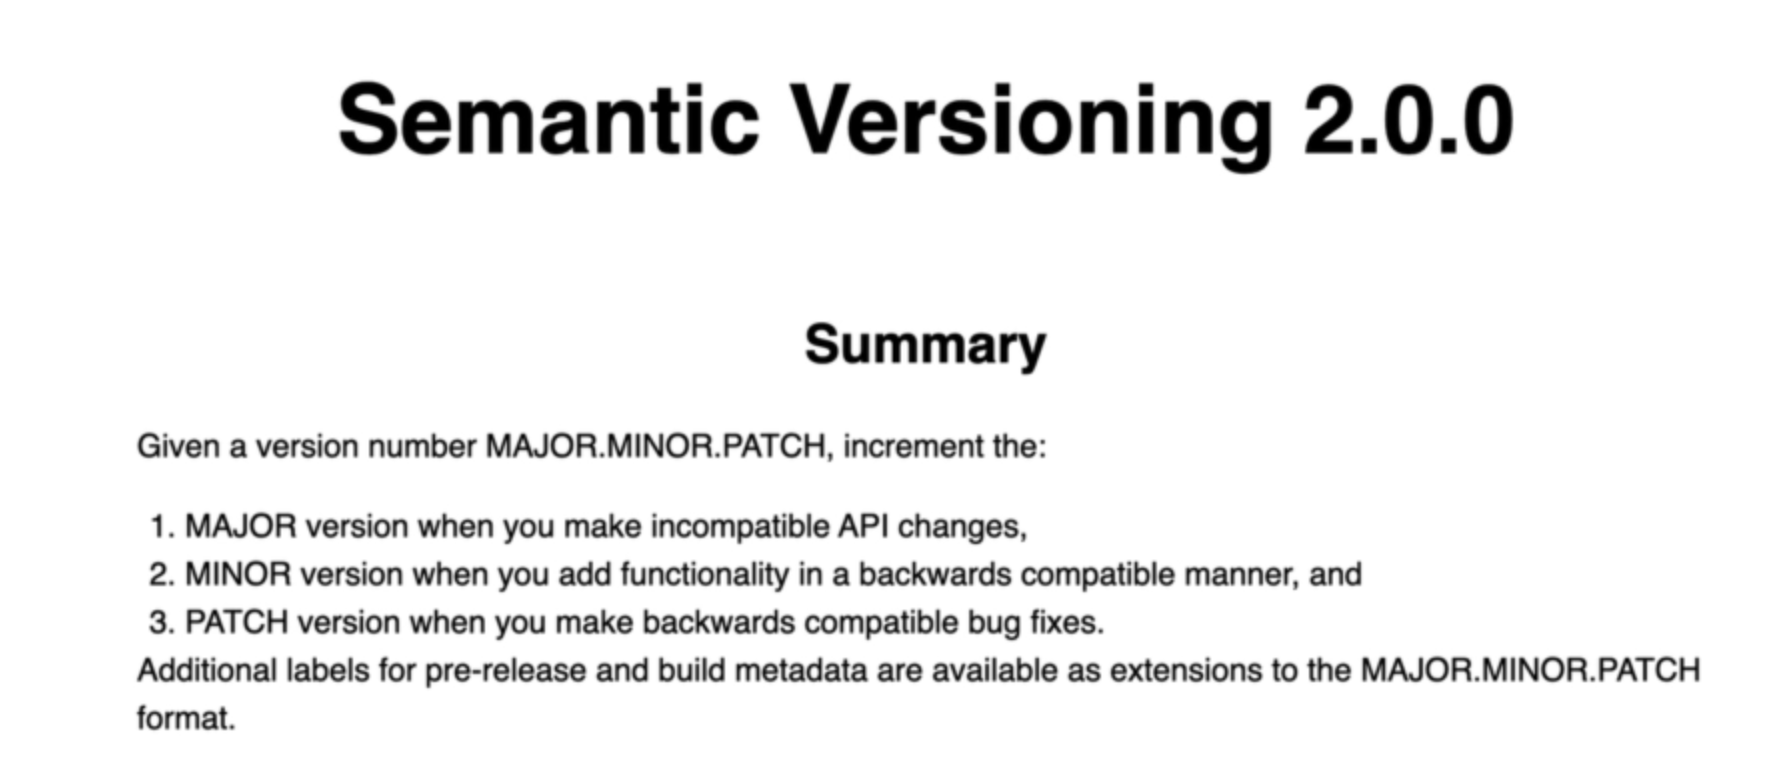 Semantic Versioning 2.0.0
Summary
Given a version number MAJOR.MINOR.PATCH, increment the:
1. MAJOR version when you make incompatible API changes,
2. MINOR version when you add functionality in a backwards compatible manner, and
3. PATCH version when you make backwards compatible bug fixes.
Additional labels for pre-release and build metadata are available as extensions to the MAJOR.MINOR.PATCH
format.